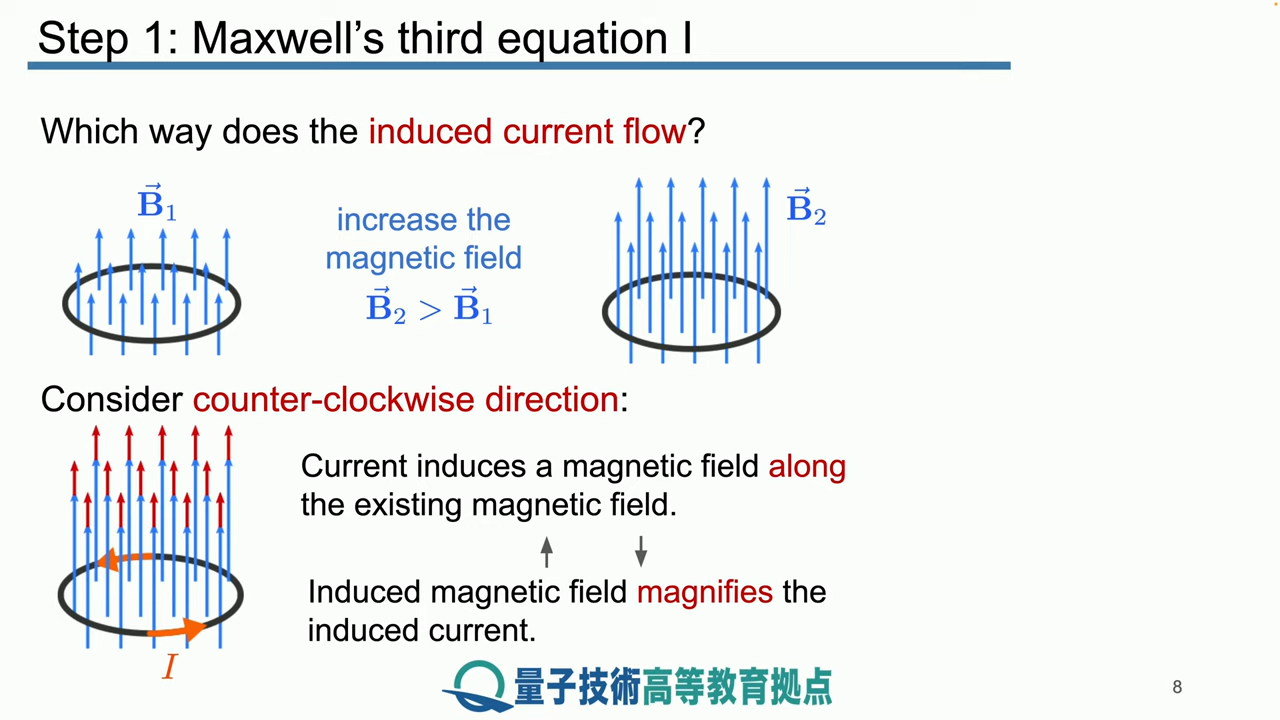 Step 1: Maxwell's third equation I
Which way does the induced current flow?
B⃗₁
increase the
magnetic field
B⃗₂ > B⃗₁
B⃗₂
Consider counter-clockwise direction:
Current induces a magnetic field along
the existing magnetic field.
Induced magnetic field magnifies the
induced current.
I
量子技術高等教育拠点
8